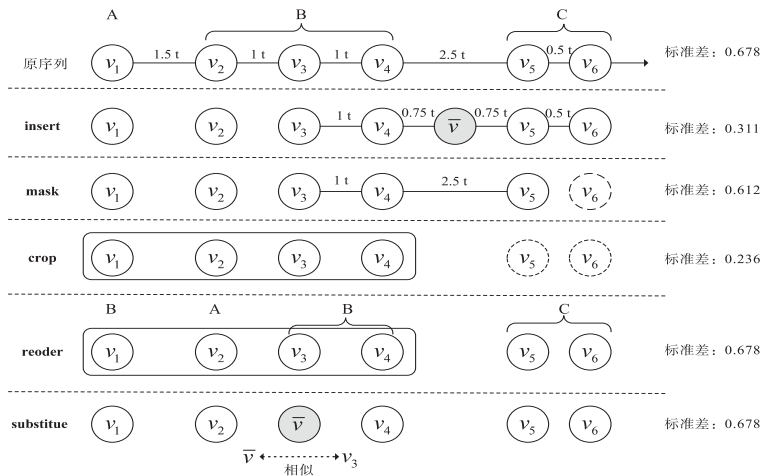 A B C
原序列 v1 1.5 t v2 1 t v3 1 t v4 2.5 t v5 0.5 t v6 标准差：0.678
insert v1 v2 v3 1 t v4 0.75 t v̅ 0.75 t v5 0.5 t v6 标准差：0.311
mask v1 v2 v3 1 t v4 2.5 t v5 v6 标准差：0.612
crop v1 v2 v3 v4 v5 v6 标准差：0.236
B A B C
reoder v1 v2 v3 v4 v5 v6 标准差：0.678
substitue v1 v2 v̅ v4 v5 v6 标准差：0.678
v̅ v3
相似